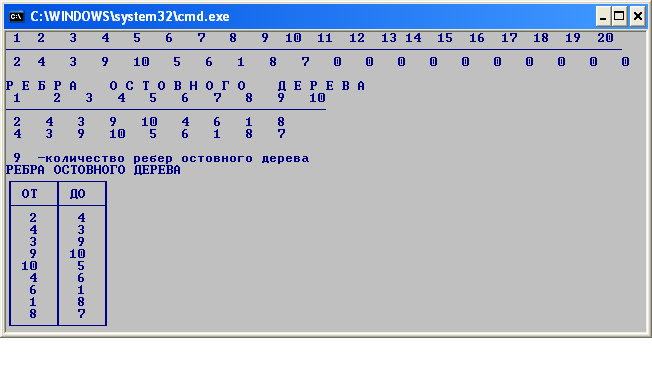 C:\WINDOWS\system32\cmd.exe
1 2 3 4 5 6 7 8 9 10 11 12 13 14 15 16 17 18 19 20
2 4 3 9 10 5 6 1 8 7 0 0 0 0 0 0 0 0 0 0
Р Е Б Р А О С Т О В Н О Г О Д Е Р Е В А
1 2 3 4 5 6 7 8 9 10
2 4 3 9 10 4 6 1 8
4 3 9 10 5 6 1 8 7
9 -количество ребер остовного дерева
РЕБРА ОСТОВНОГО ДЕРЕВА
ОТ ДО
2 4
4 3
3 9
9 10
10 5
4 6
6 1
1 8
8 7